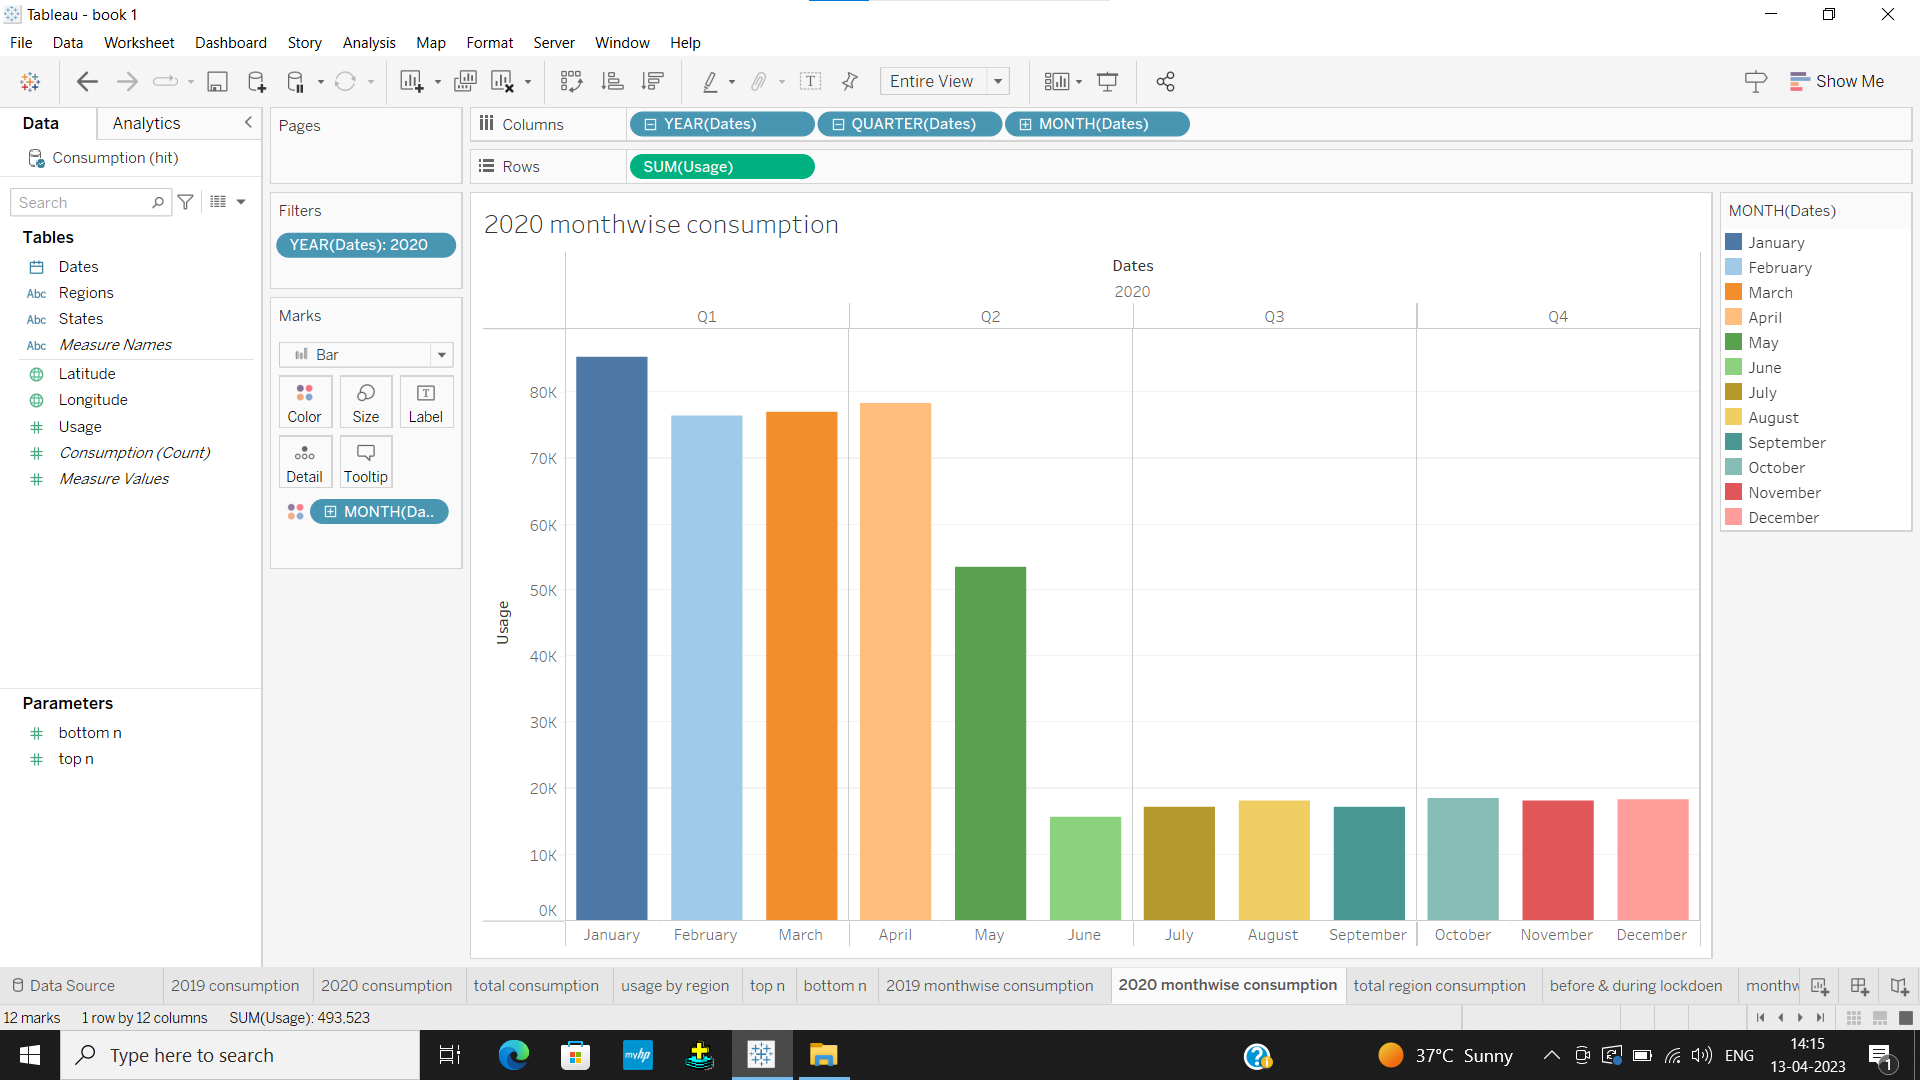 Tableau - book 1
File Data Worksheet Dashboard Story Analysis Map Format Server Window Help
Entire View
Show Me
Data Analytics
Consumption (hit)
Search
Tables
Dates
Abc Regions
Abc States
Abc Measure Names
Latitude
Longitude
# Usage
# Consumption (Count)
# Measure Values
Parameters
# bottom n
# top n
Pages
Filters
YEAR(Dates): 2020
Marks
Bar
Color Size Label
Detail Tooltip
MONTH(Da..
Columns YEAR(Dates) QUARTER(Dates) MONTH(Dates)
Rows SUM(Usage)
2020 monthwise consumption
Dates
2020
Q1 Q2 Q3 Q4
Usage
80K
70K
60K
50K
40K
30K
20K
10K
0K
January February March April May June July August September October November December
MONTH(Dates)
January
February
March
April
May
June
July
August
September
October
November
December
Data Source 2019 consumption 2020 consumption total consumption usage by region top n bottom n 2019 monthwise consumption 2020 monthwise consumption total region consumption before & during lockdoen monthw
12 marks 1 row by 12 columns SUM(Usage): 493,523
Type here to search
myhp
37°C Sunny
ENG
14:15
13-04-2023
1